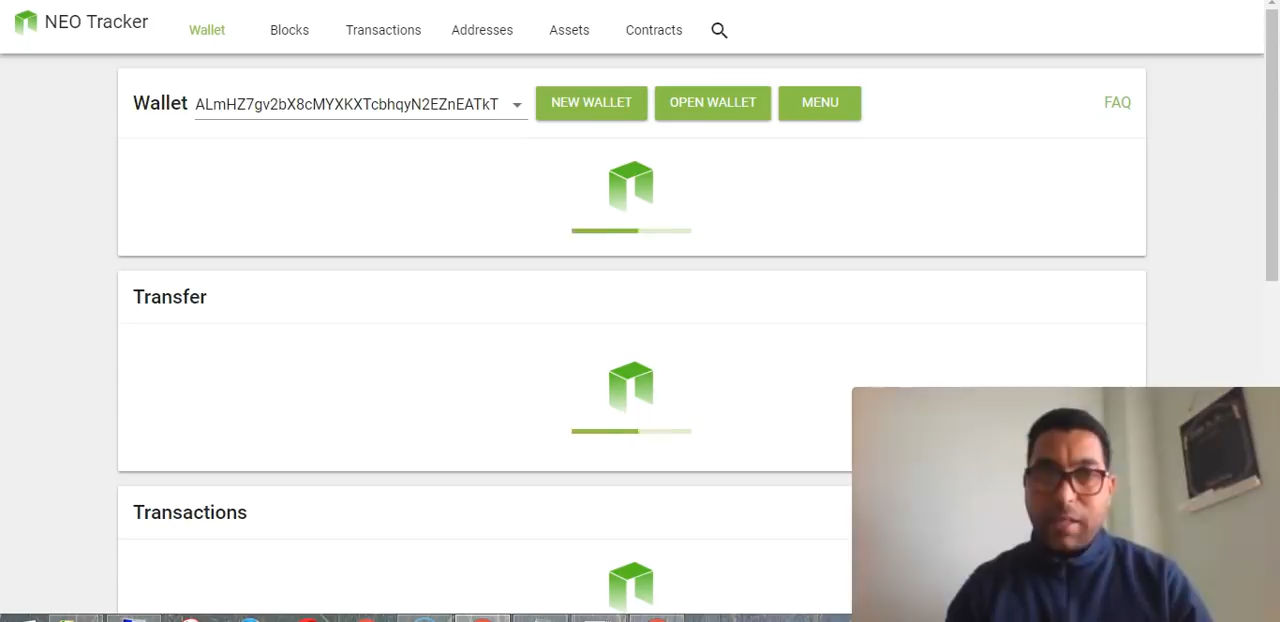 NEO Tracker
Wallet Blocks Transactions Addresses Assets Contracts
Wallet ALmHZ7gv2bX8cMYXKXTcbhqyN2EZnEATkT NEW WALLET OPEN WALLET MENU FAQ
Transfer
Transactions